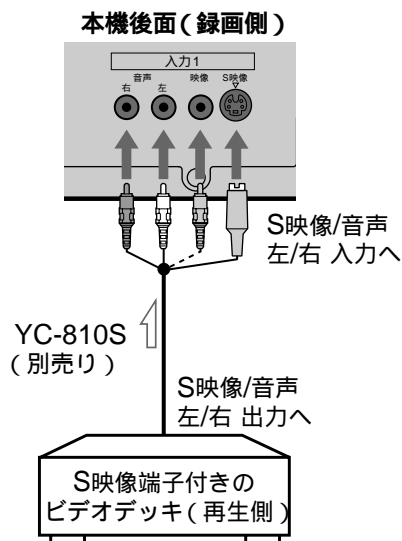 本機後面(録画側)
入力1
音声 映像 S映像
右 左
S映像/音声
左/右 入力へ
YC-810S
(別売り)
S映像/音声
左/右 出力へ
S映像端子付きの
ビデオデッキ(再生側)